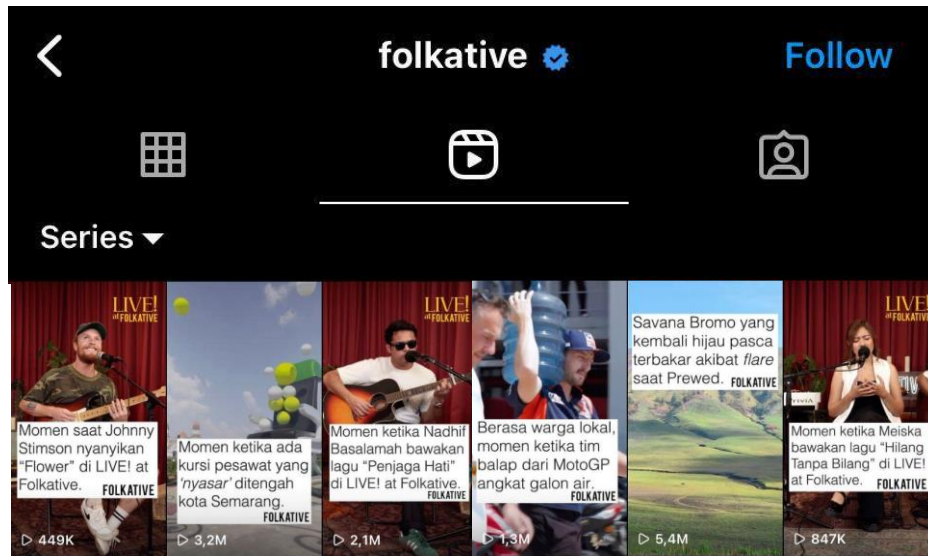 folkative
Follow
Series
LIVE!
at FOLKATIVE
Momen saat Johnny
Stimson nyanyikan
“Flower” di LIVE! at
Folkative.
FOLKATIVE
449K
Momen ketika ada
kursi pesawat yang
‘nyasar’ ditengah
kota Semarang.
FOLKATIVE
3,2M
LIVE!
at FOLKATIVE
Momen ketika Nadhif
Basalamah bawakan
lagu “Penjaga Hati”
di LIVE! at Folkative.
FOLKATIVE
2,1M
Berasa warga lokal,
momen ketika tim
balap dari MotoGP
angkat galon air.
FOLKATIVE
1,3M
Savana Bromo yang
kembali hijau pasca
terbakar akibat flare
saat Prewed.
FOLKATIVE
5,4M
LIVE!
at FOLKATIVE
Momen ketika Meiska
bawakan lagu “Hilang
Tanpa Bilang” di LIVE!
at Folkative.
FOLKATIVE
847K